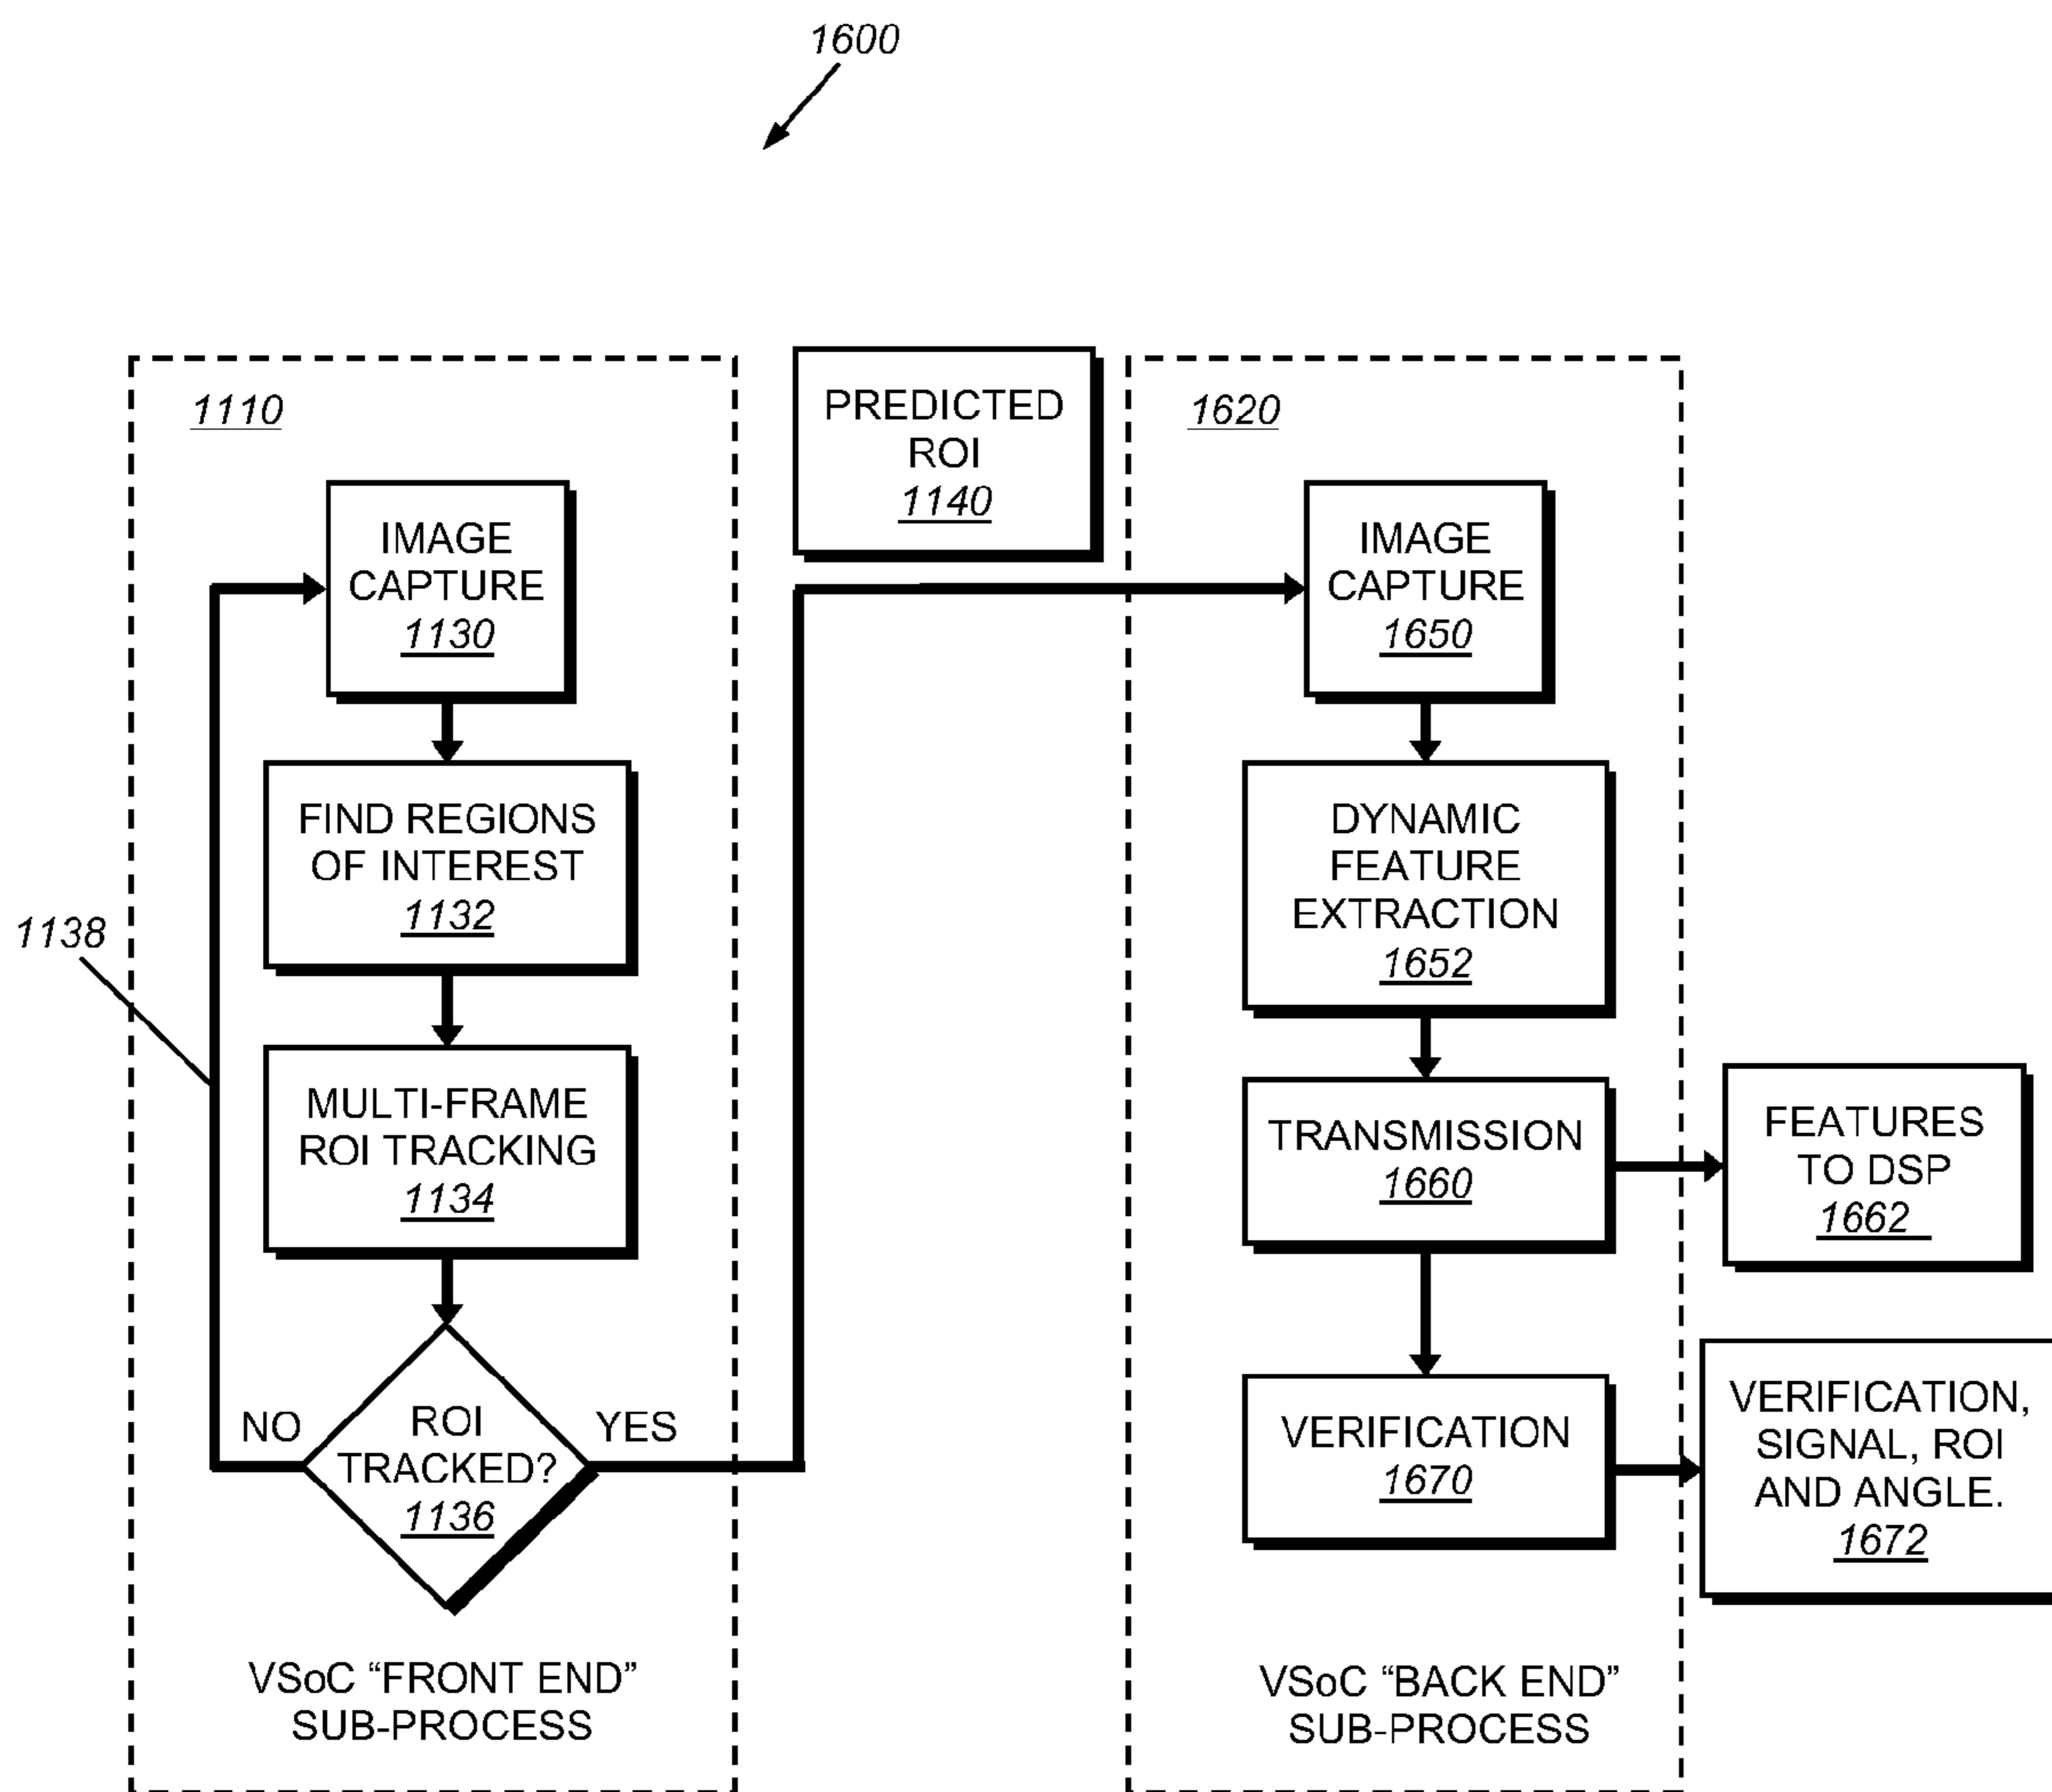 1600
1110
IMAGE
CAPTURE
1130
FIND REGIONS
OF INTEREST
1132
1138
MULTI-FRAME
ROI TRACKING
1134
NO
ROI
TRACKED?
1136
YES
VSoC “FRONT END”
SUB-PROCESS
PREDICTED
ROI
1140
1620
IMAGE
CAPTURE
1650
DYNAMIC
FEATURE
EXTRACTION
1652
TRANSMISSION
1660
FEATURES
TO DSP
1662
VERIFICATION
1670
VERIFICATION,
SIGNAL, ROI
AND ANGLE.
1672
VSoC “BACK END”
SUB-PROCESS